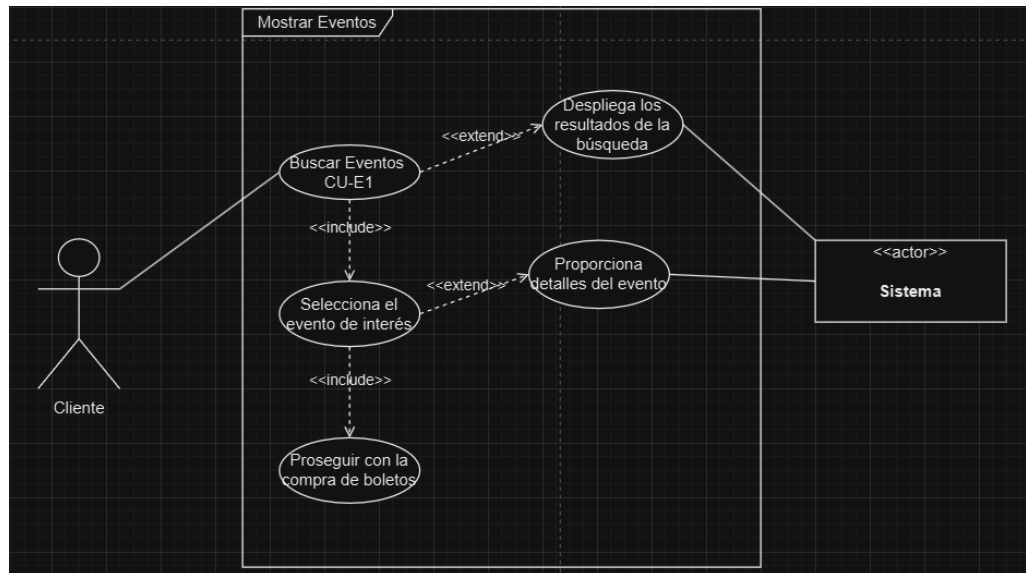 Mostrar Eventos
Despliega los
resultados de la
búsqueda
<<extend>>
Buscar Eventos
CU-E1
<<include>>
<<actor>>
Sistema
Proporciona
detalles del evento
<<extend>>
Selecciona el
evento de interés
<<include>>
Cliente
Proseguir con la
compra de boletos